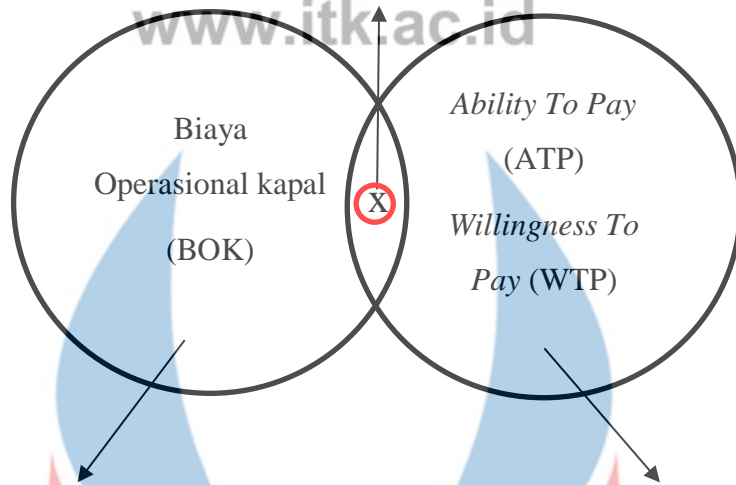 www.itk.ac.id
Biaya
Operasional kapal
(BOK)
X
Ability To Pay
(ATP)
Willingness To
Pay (WTP)